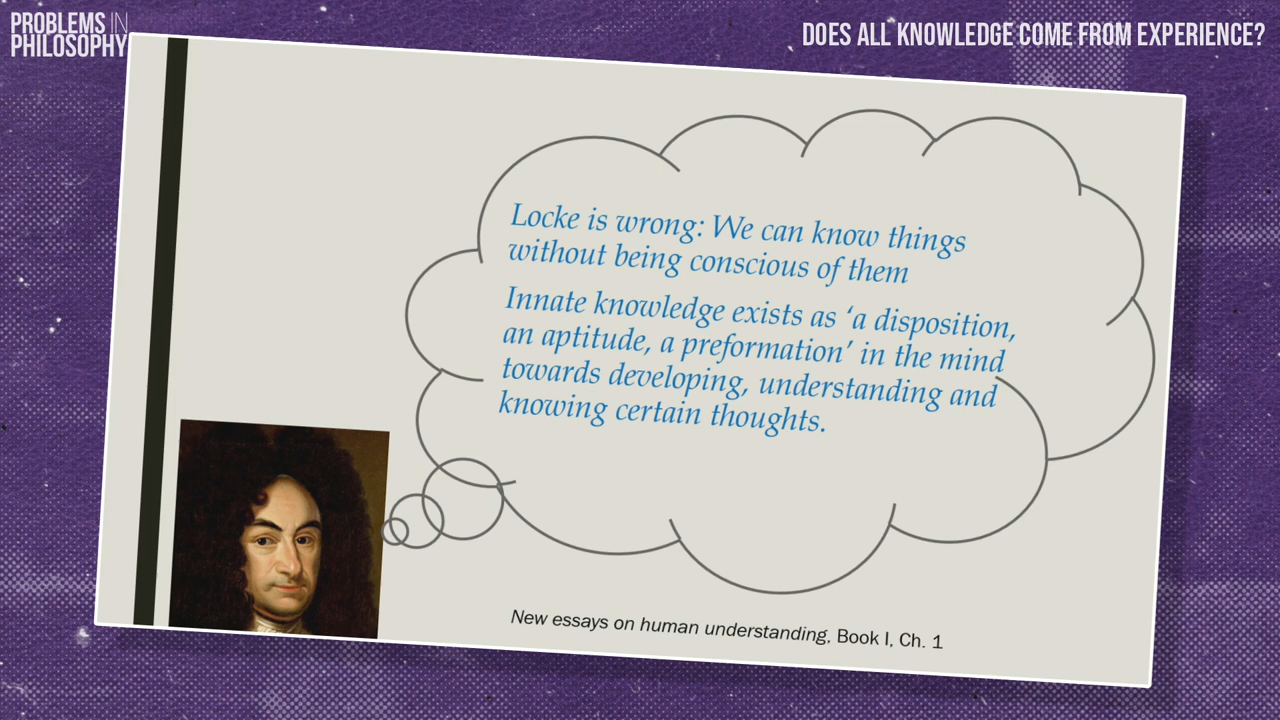 PROBLEMS IN
PHILOSOPHY
DOES ALL KNOWLEDGE COME FROM EXPERIENCE?
Locke is wrong: We can know things
without being conscious of them
Innate knowledge exists as ‘a disposition,
an aptitude, a preformation’ in the mind
towards developing, understanding and
knowing certain thoughts.
New essays on human understanding, Book I, Ch. 1